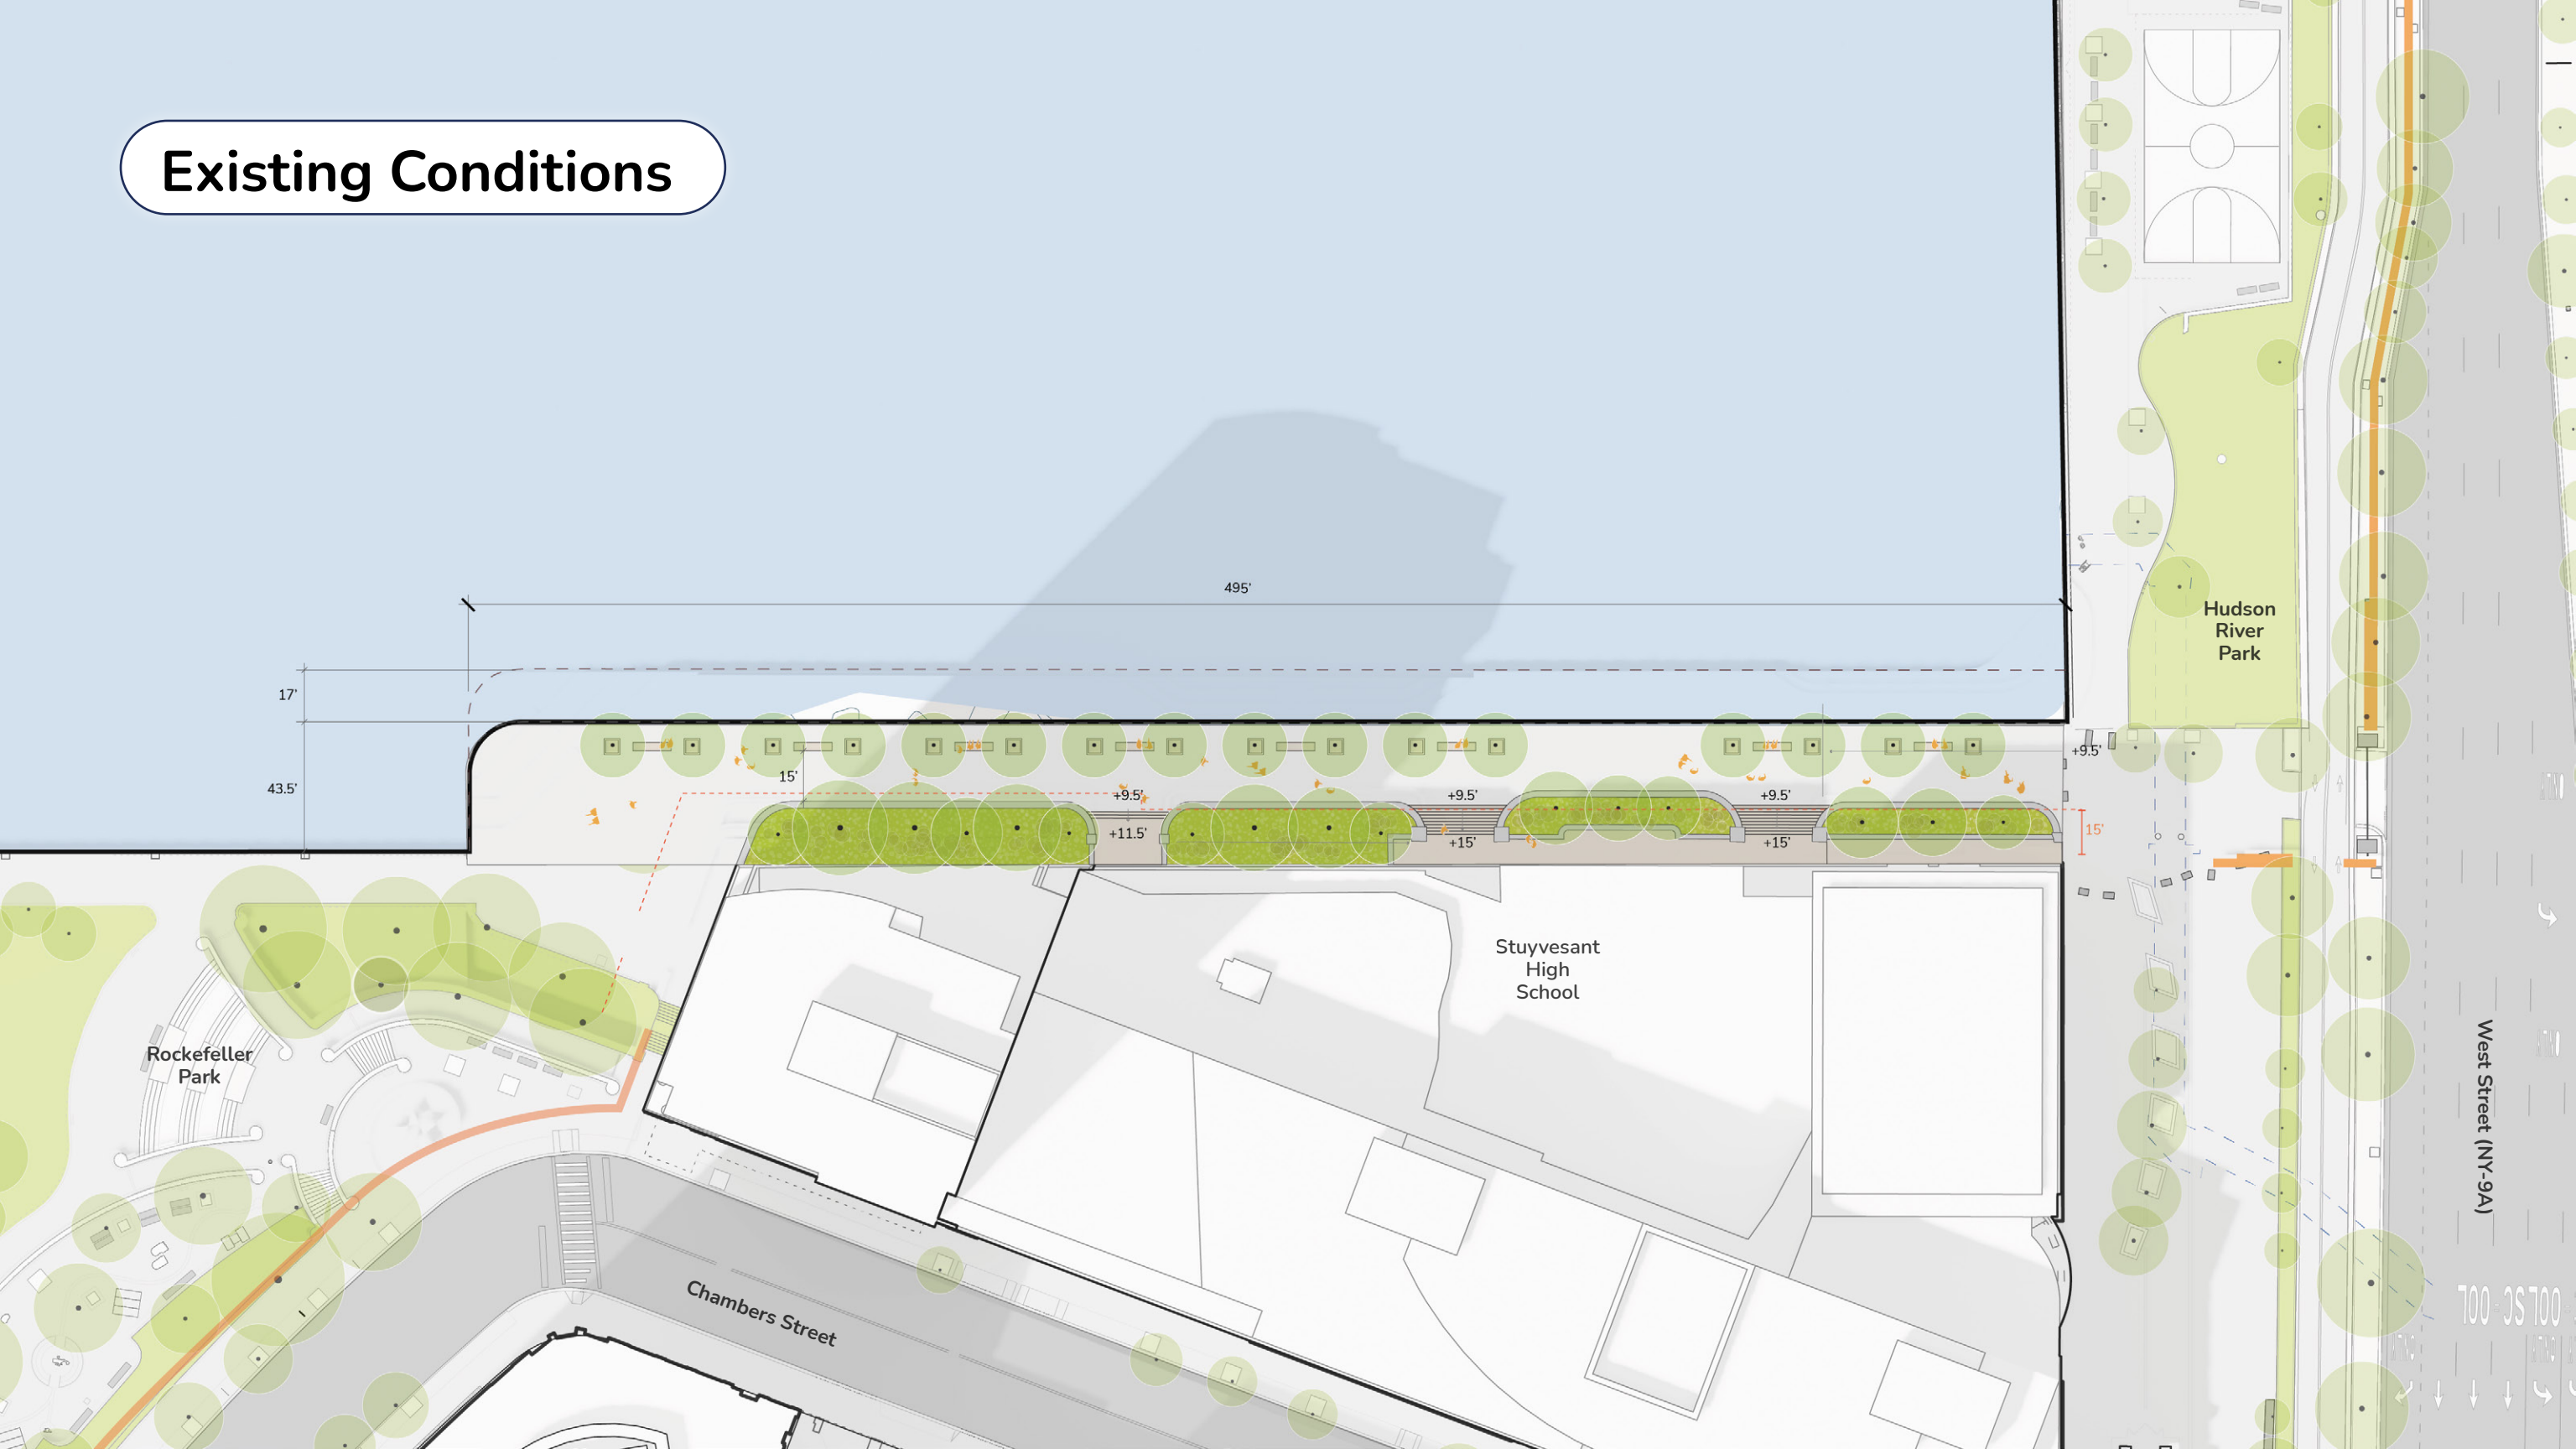 Existing Conditions
495’
17’
43.5’
15’
+9.5’
+9.5’
+9.5’
+9.5’
+11.5’
+15’
+15’
15’
Hudson
River
Park
Stuyvesant
High
School
Rockefeller
Park
Chambers Street
West Street (NY-9A)